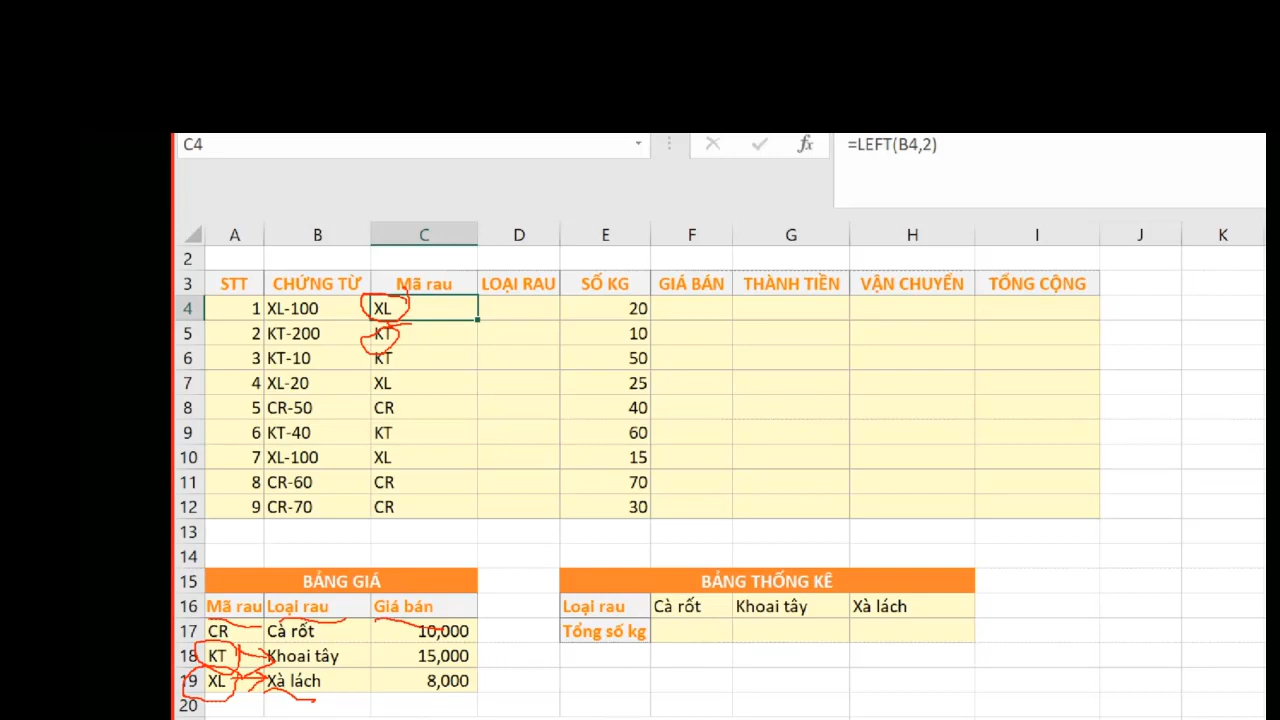 C4 fx =LEFT(B4,2)
A B C D E F G H I J K
2
3 STT CHỨNG TỪ Mã rau LOẠI RAU SỐ KG GIÁ BÁN THÀNH TIỀN VẬN CHUYỂN TỔNG CỘNG
4 1 XL-100 XL 20
5 2 KT-200 KT 10
6 3 KT-10 KT 50
7 4 XL-20 XL 25
8 5 CR-50 CR 40
9 6 KT-40 KT 60
10 7 XL-100 XL 15
11 8 CR-60 CR 70
12 9 CR-70 CR 30
13
14
15 BẢNG GIÁ BẢNG THỐNG KÊ
16 Mã rau Loại rau Giá bán Loại rau Cà rốt Khoai tây Xà lách
17 CR Cà rốt 10,000 Tổng số kg
18 KT Khoai tây 15,000
19 XL Xà lách 8,000
20